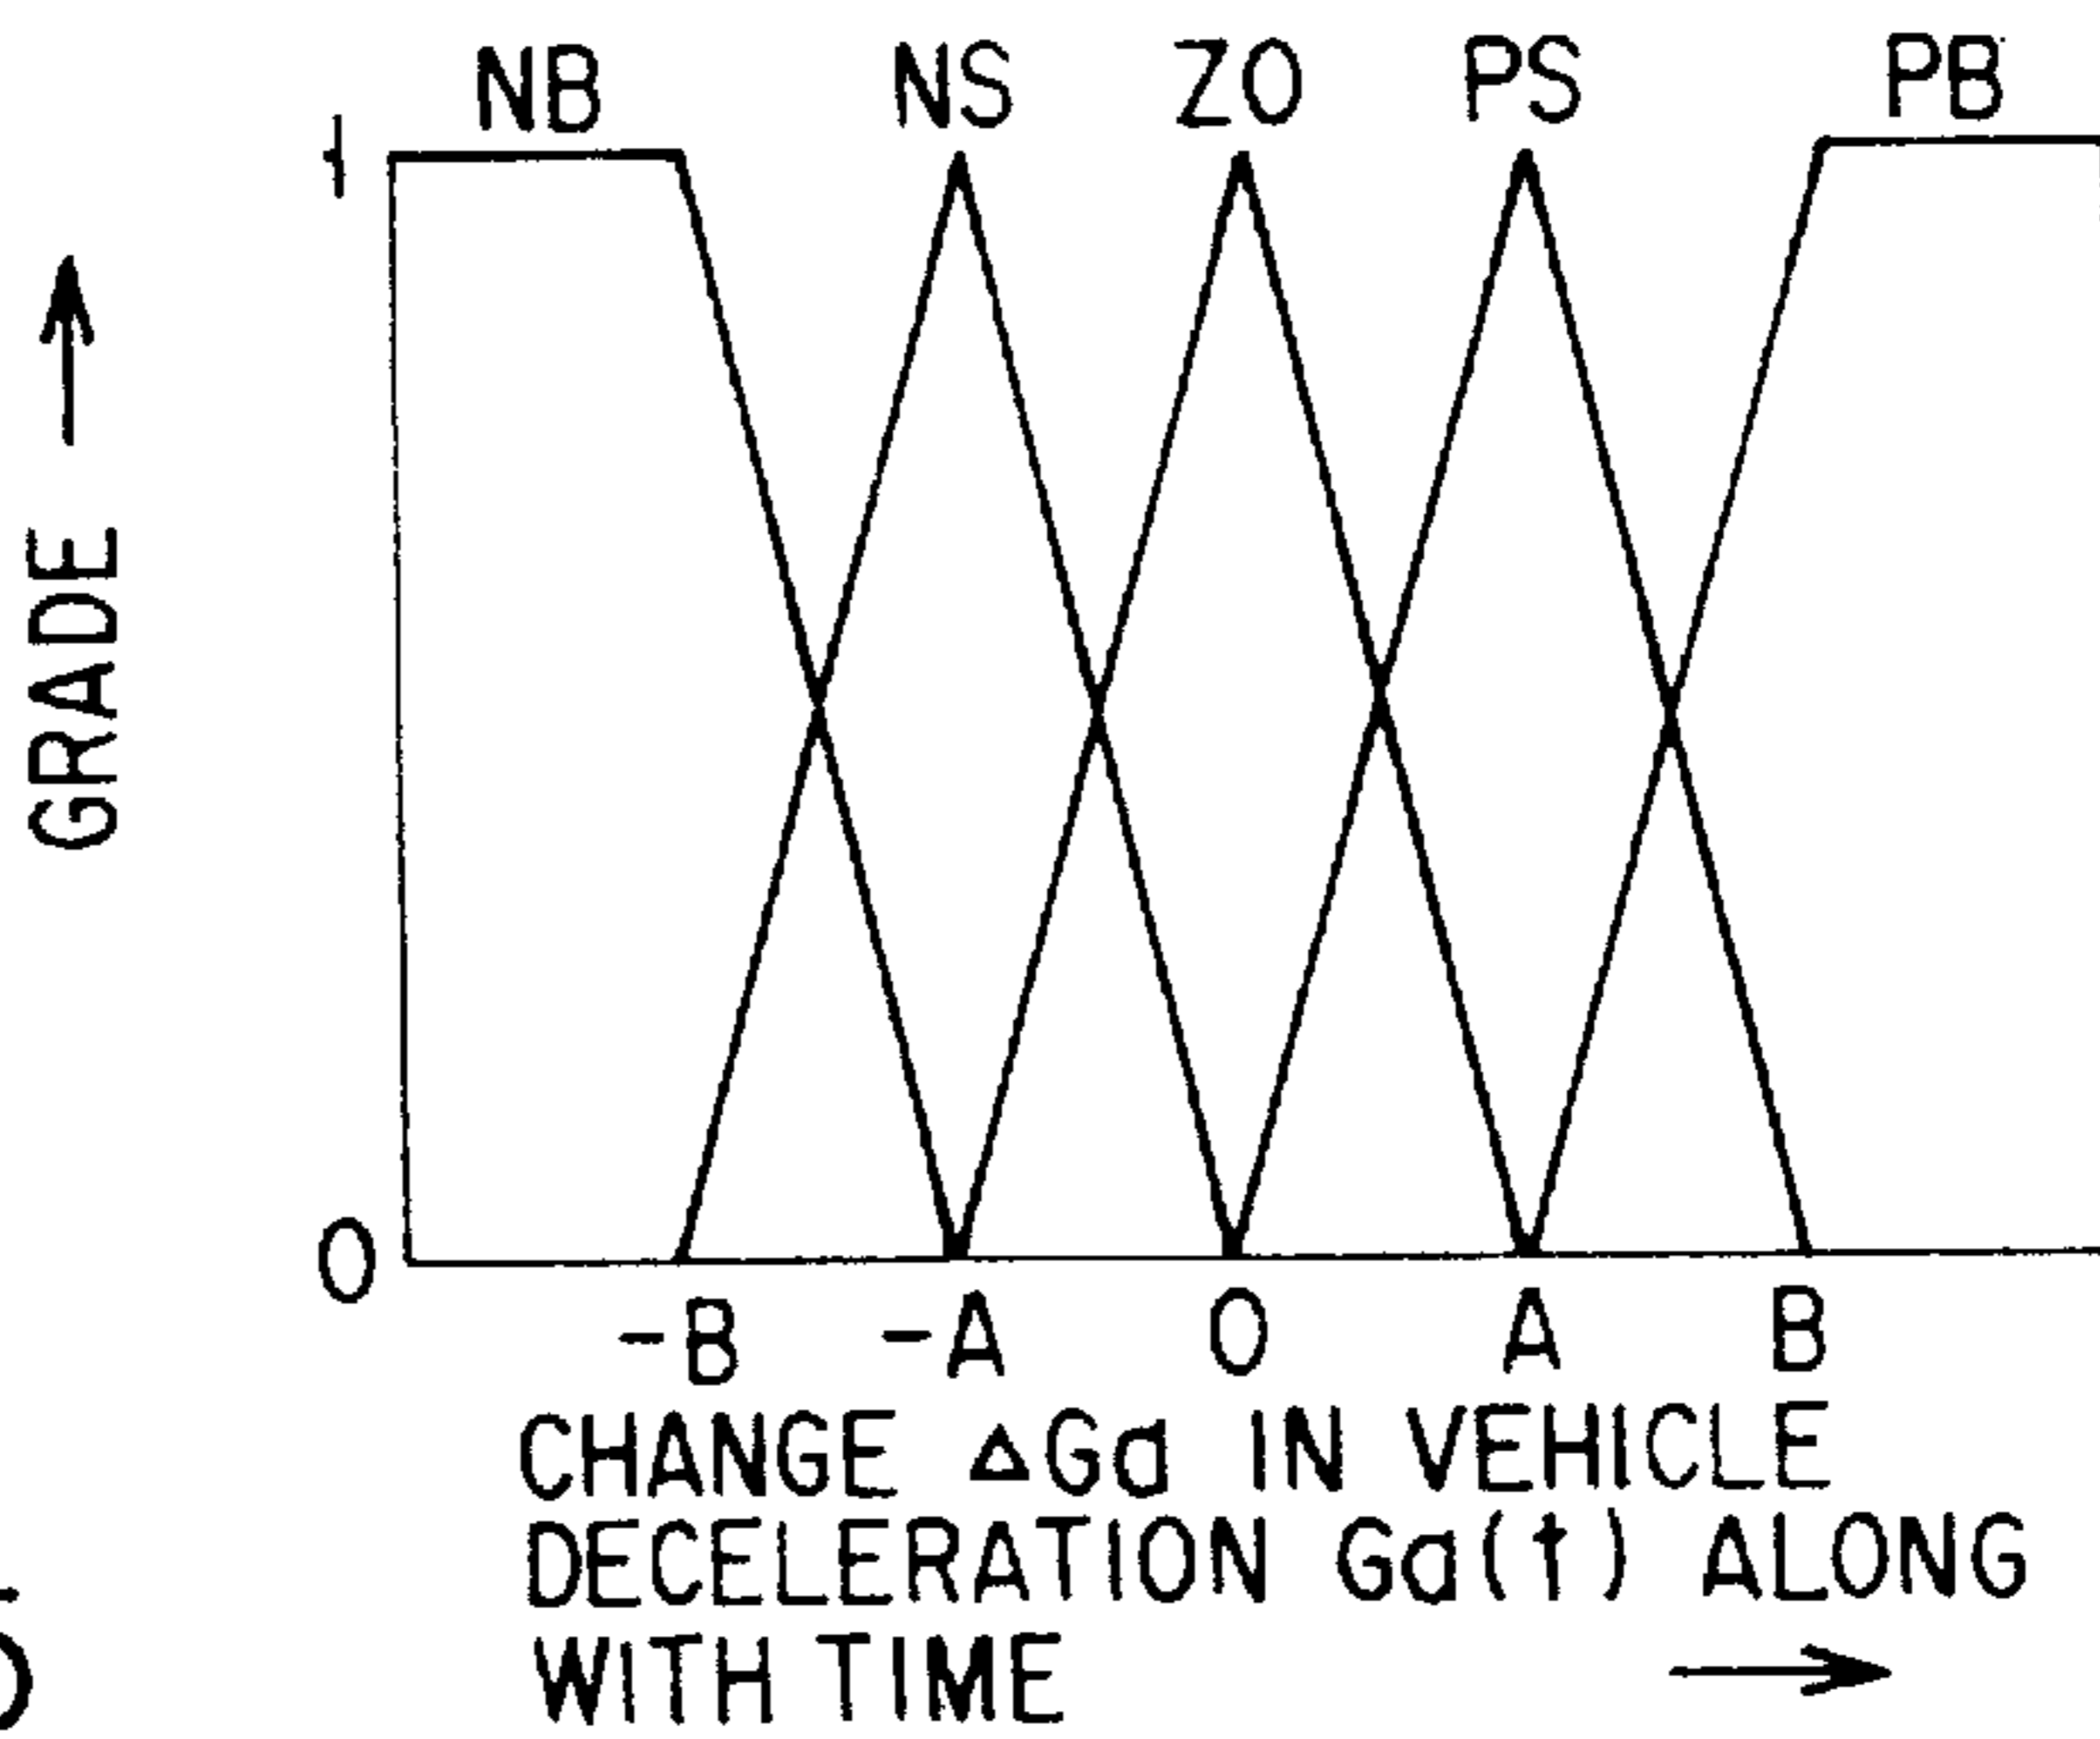 NB NS ZO PS PB
1
GRADE
0
-B -A 0 A B
CHANGE ΔGa IN VEHICLE
DECELERATION Ga(t) ALONG
WITH TIME